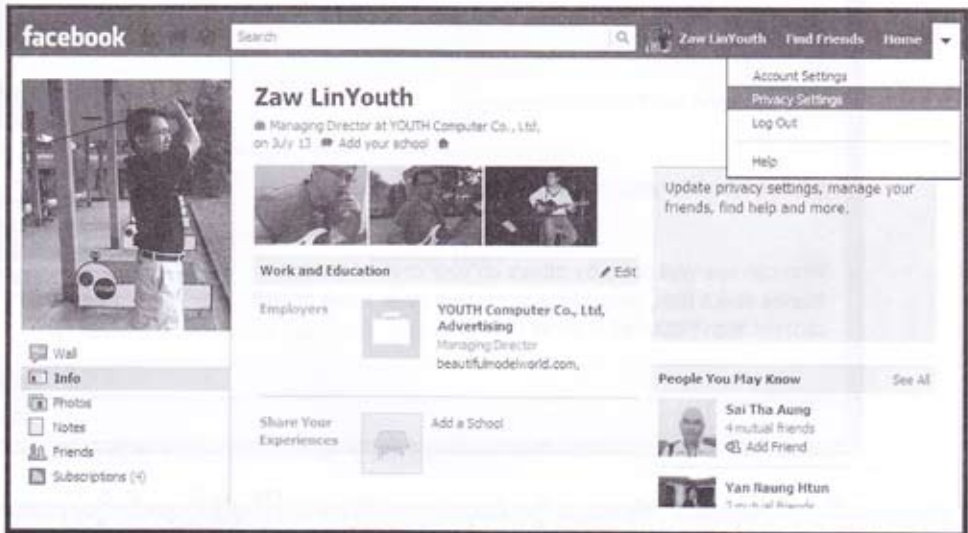 facebook
Search
Zaw LinYouth Find Friends Home
Account Settings
Privacy Settings
Log Out
Help
Zaw LinYouth
Managing Director at YOUTH Computer Co., Ltd,
on July 13 Add your school
Update privacy settings, manage your
friends, find help and more.
Work and Education
Edit
Employers
YOUTH Computer Co., Ltd,
Advertising
Managing Director
beautifulmodelworld.com,
Share Your
Experiences
Add a School
Wall
Info
Photos
Notes
Friends
Subscriptions (4)
People You May Know
See All
Sai Tha Aung
4 mutual friends
Add Friend
Yan Naung Htun
mutual friends